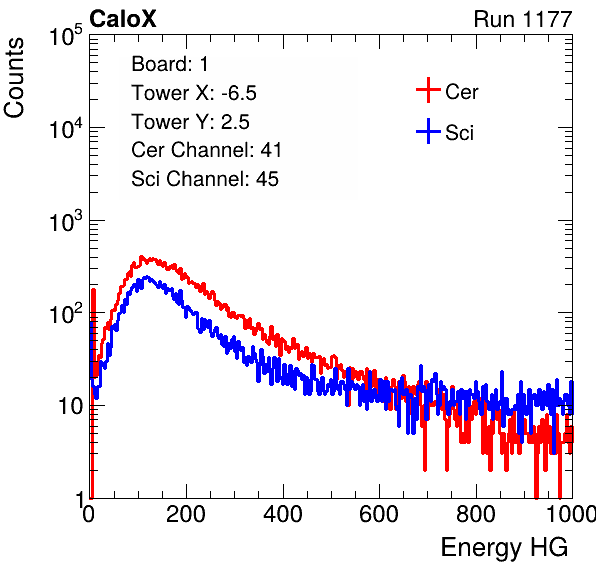 CaloX Run 1177
Counts
10^5
10^4
10^3
10^2
10
1
Board: 1
Tower X: -6.5
Tower Y: 2.5
Cer Channel: 41
Sci Channel: 45
Cer
Sci
0 200 400 600 800 1000
Energy HG